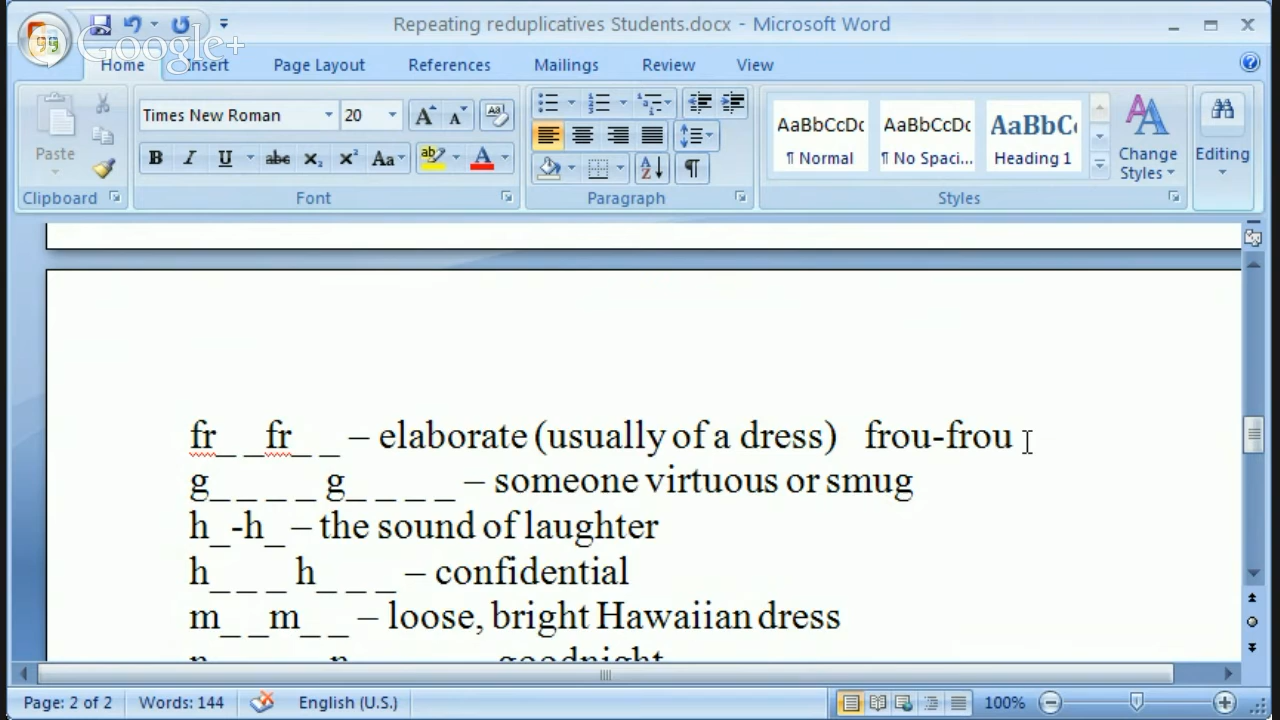 Repeating reduplicatives Students.docx - Microsoft Word
Google+
Home Insert Page Layout References Mailings Review View
Times New Roman 20
AaBbCcDc AaBbCcDc AaBbC
Paste
¶ Normal ¶ No Spaci... Heading 1
Change Styles
Editing
Clipboard Font Paragraph Styles
fr_ _fr_ _ – elaborate (usually of a dress) frou-frou
g_ _ _ _ g_ _ _ _ – someone virtuous or smug
h_-h_ – the sound of laughter
h_ _ _ h_ _ _ – confidential
m_ _m_ _ – loose, bright Hawaiian dress
goodnight
Page: 2 of 2 Words: 144 English (U.S.) 100%